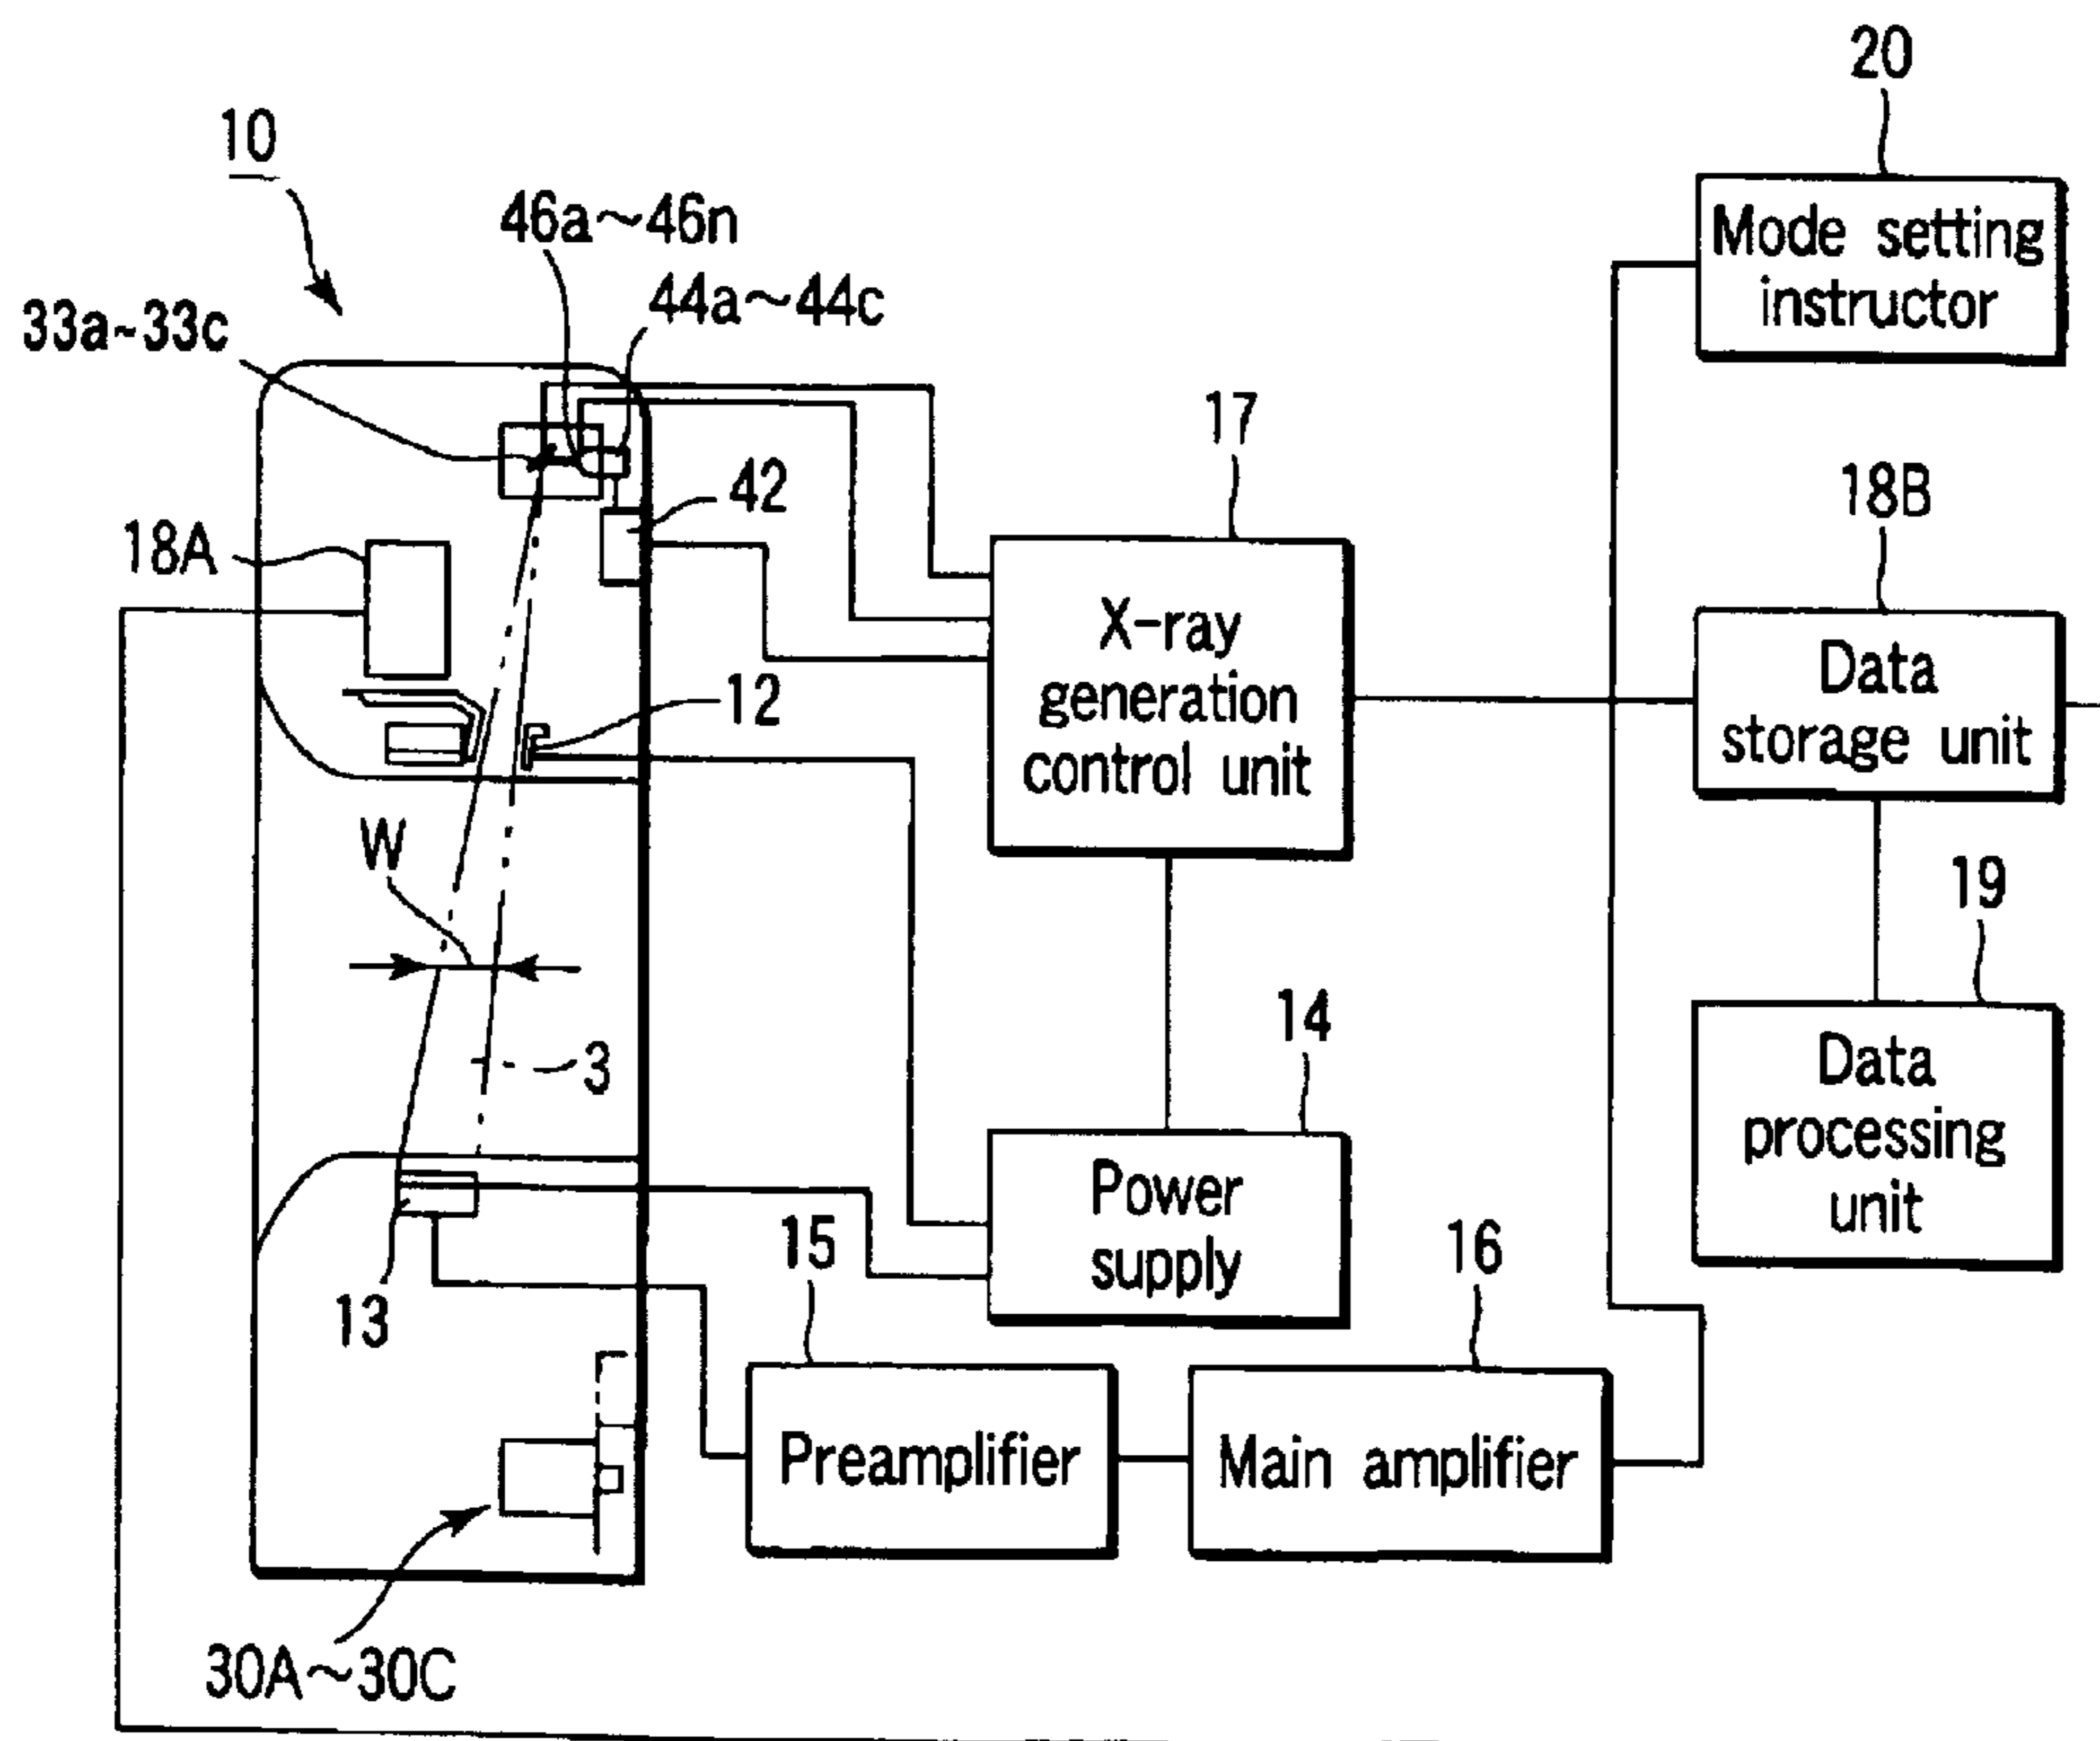 20
10
46a~46n
Mode setting
instructor
44a~44c
33a~33c
17
42
18B
18A
X-ray
generation
control unit
Data
storage unit
12
W
19
14
3
Data
processing
unit
Power
supply
15
16
13
Preamplifier
Main amplifier
30A~30C